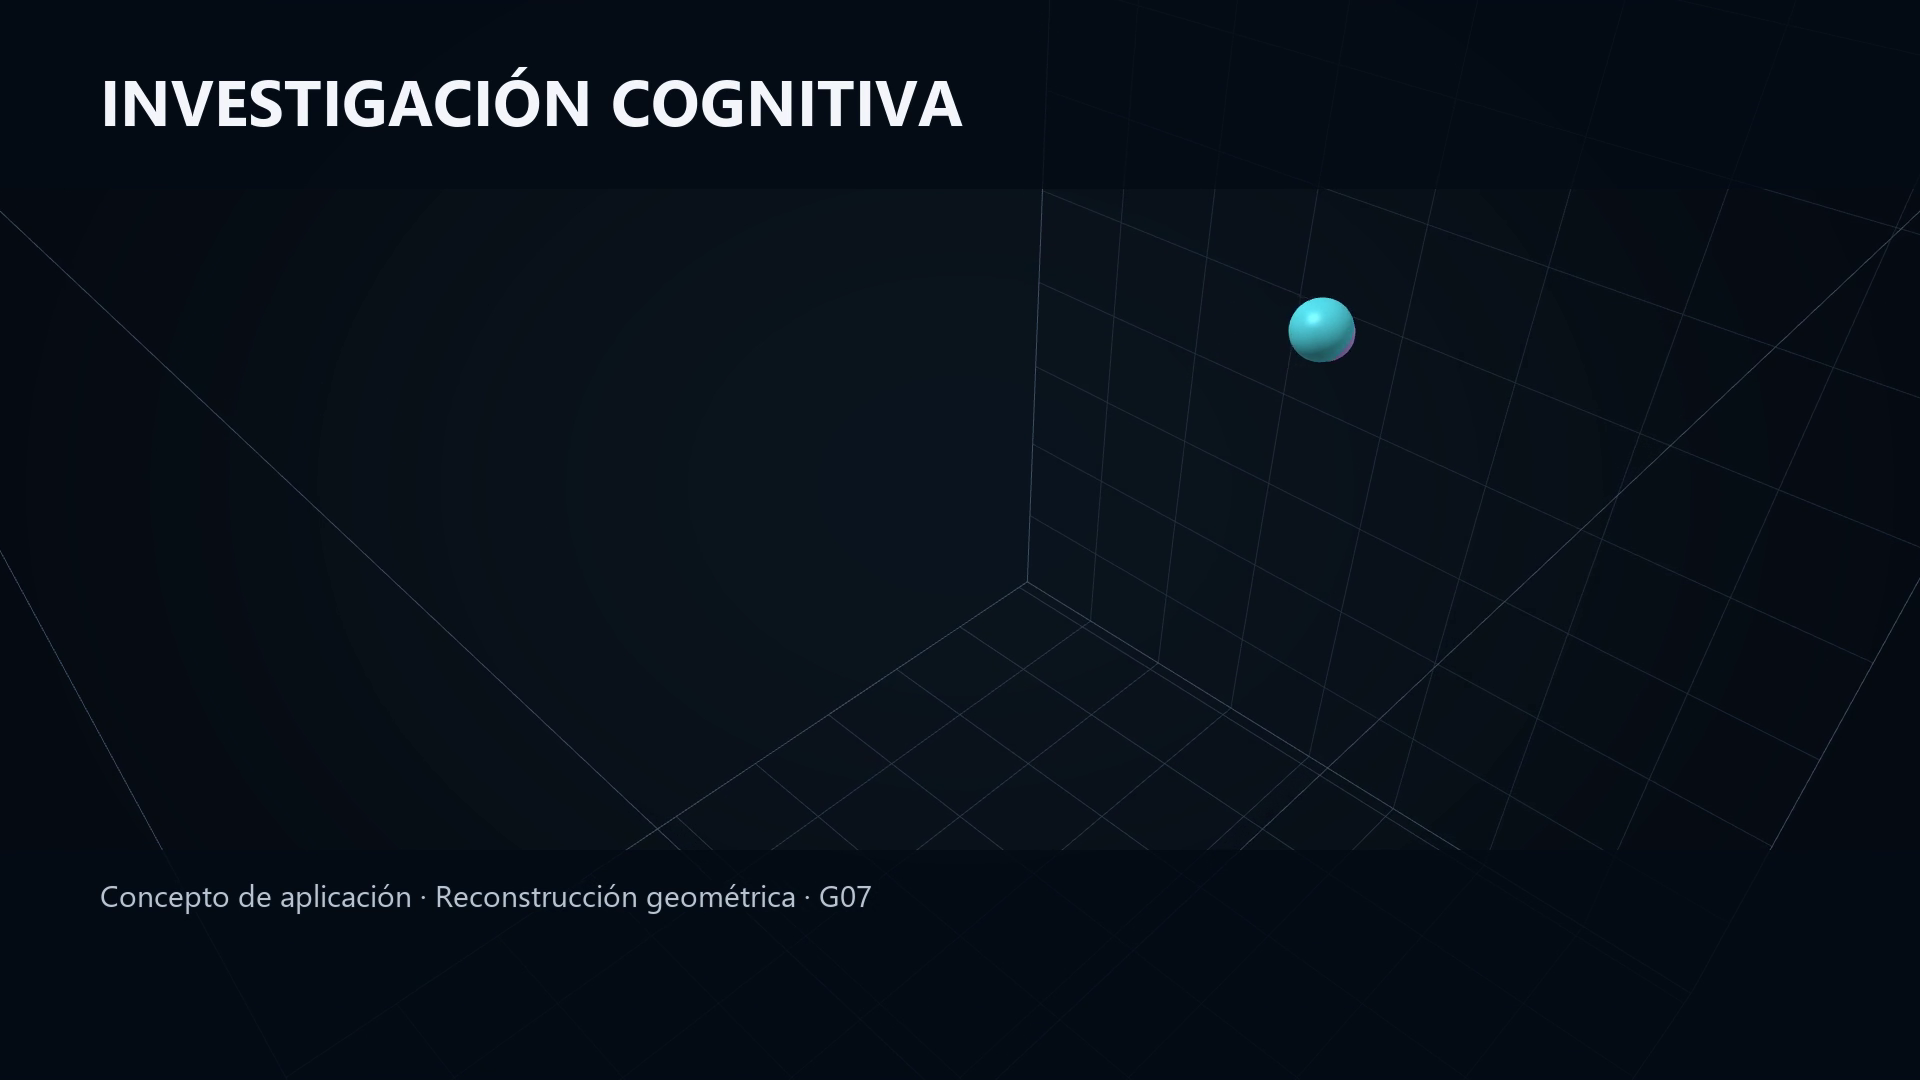 INVESTIGACIÓN COGNITIVA
Concepto de aplicación · Reconstrucción geométrica · G07